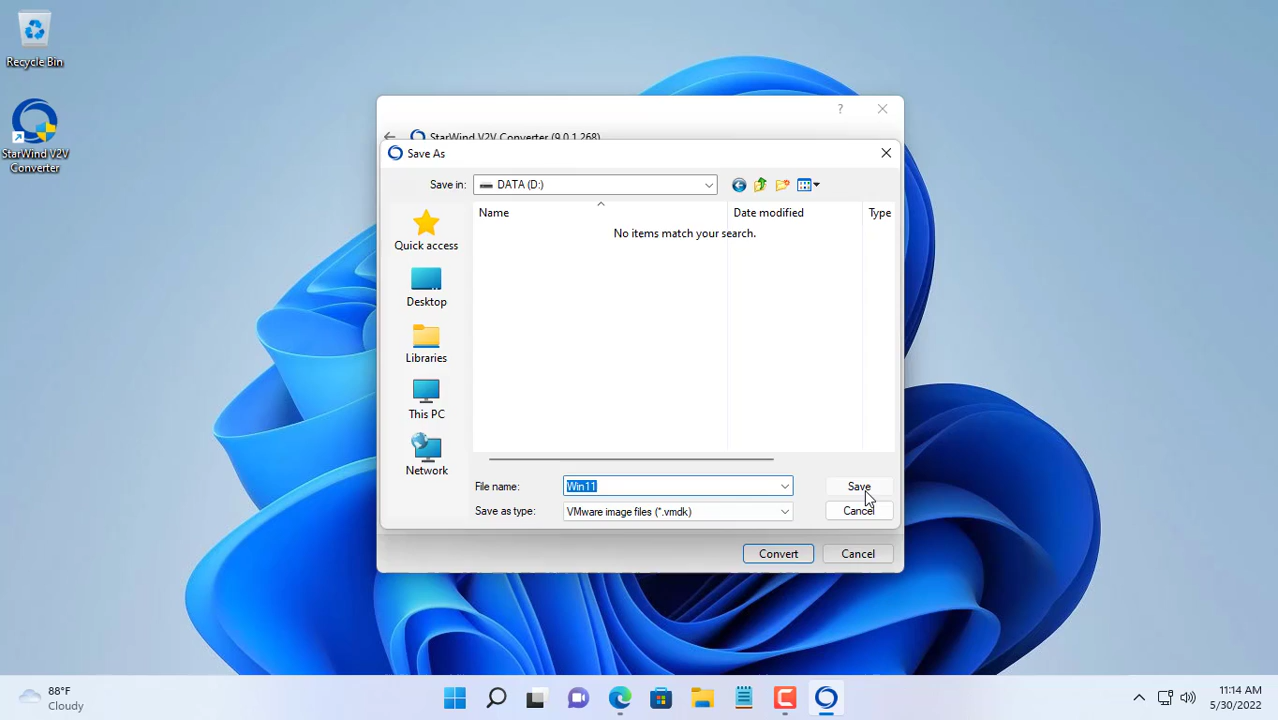 Recycle Bin
StarWind V2V
Converter
?
StarWind V2V Converter (9.0.1.268)
Save As
Save in:
DATA (D:)
Name
Date modified
Type
No items match your search.
Quick access
Desktop
Libraries
This PC
Network
File name:
Win11
Save
Save as type:
VMware image files (*.vmdk)
Cancel
Convert
Cancel
88°F
Cloudy
11:14 AM
5/30/2022